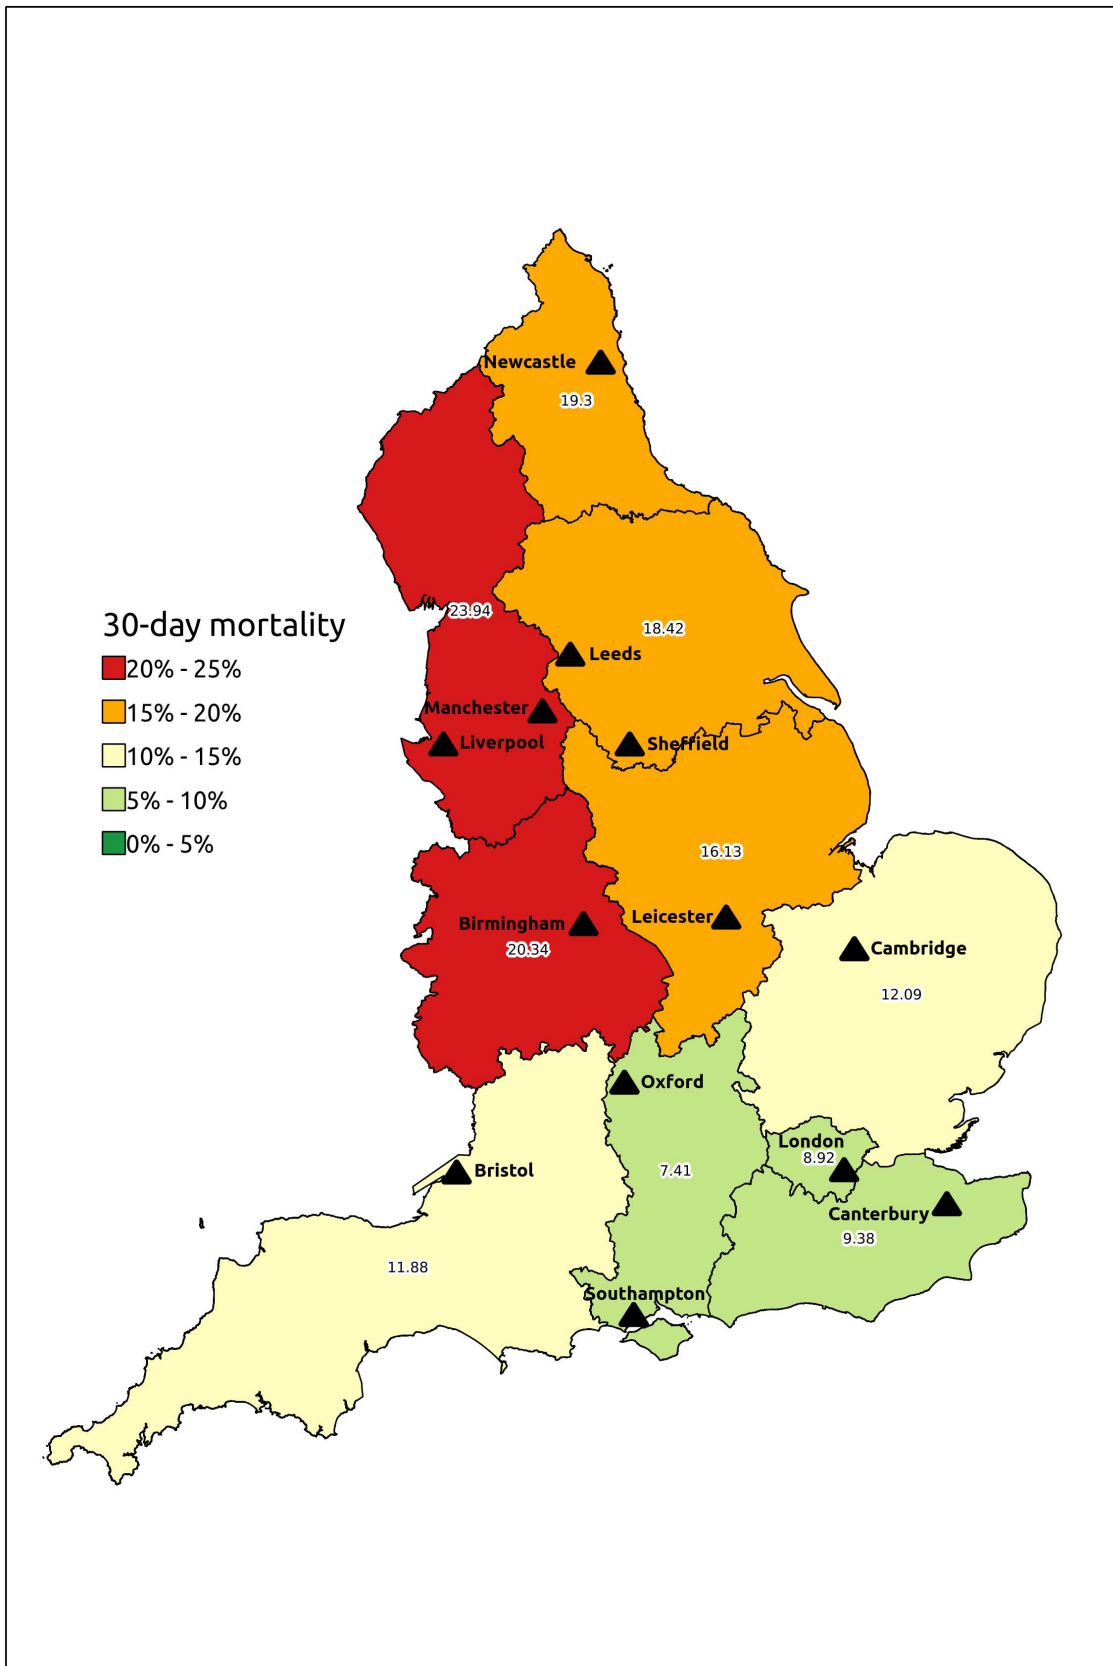 Newcastle
19.3
23.94
30-day mortality
20% - 25%
15% - 20%
10% - 15%
5% - 10%
0% - 5%
18.42
Leeds
Manchester
Liverpool
Sheffield
16.13
Birmingham
20.34
Leicester
Cambridge
12.09
Oxford
London
8.92
Bristol
7.41
Canterbury
9.38
11.88
Southampton